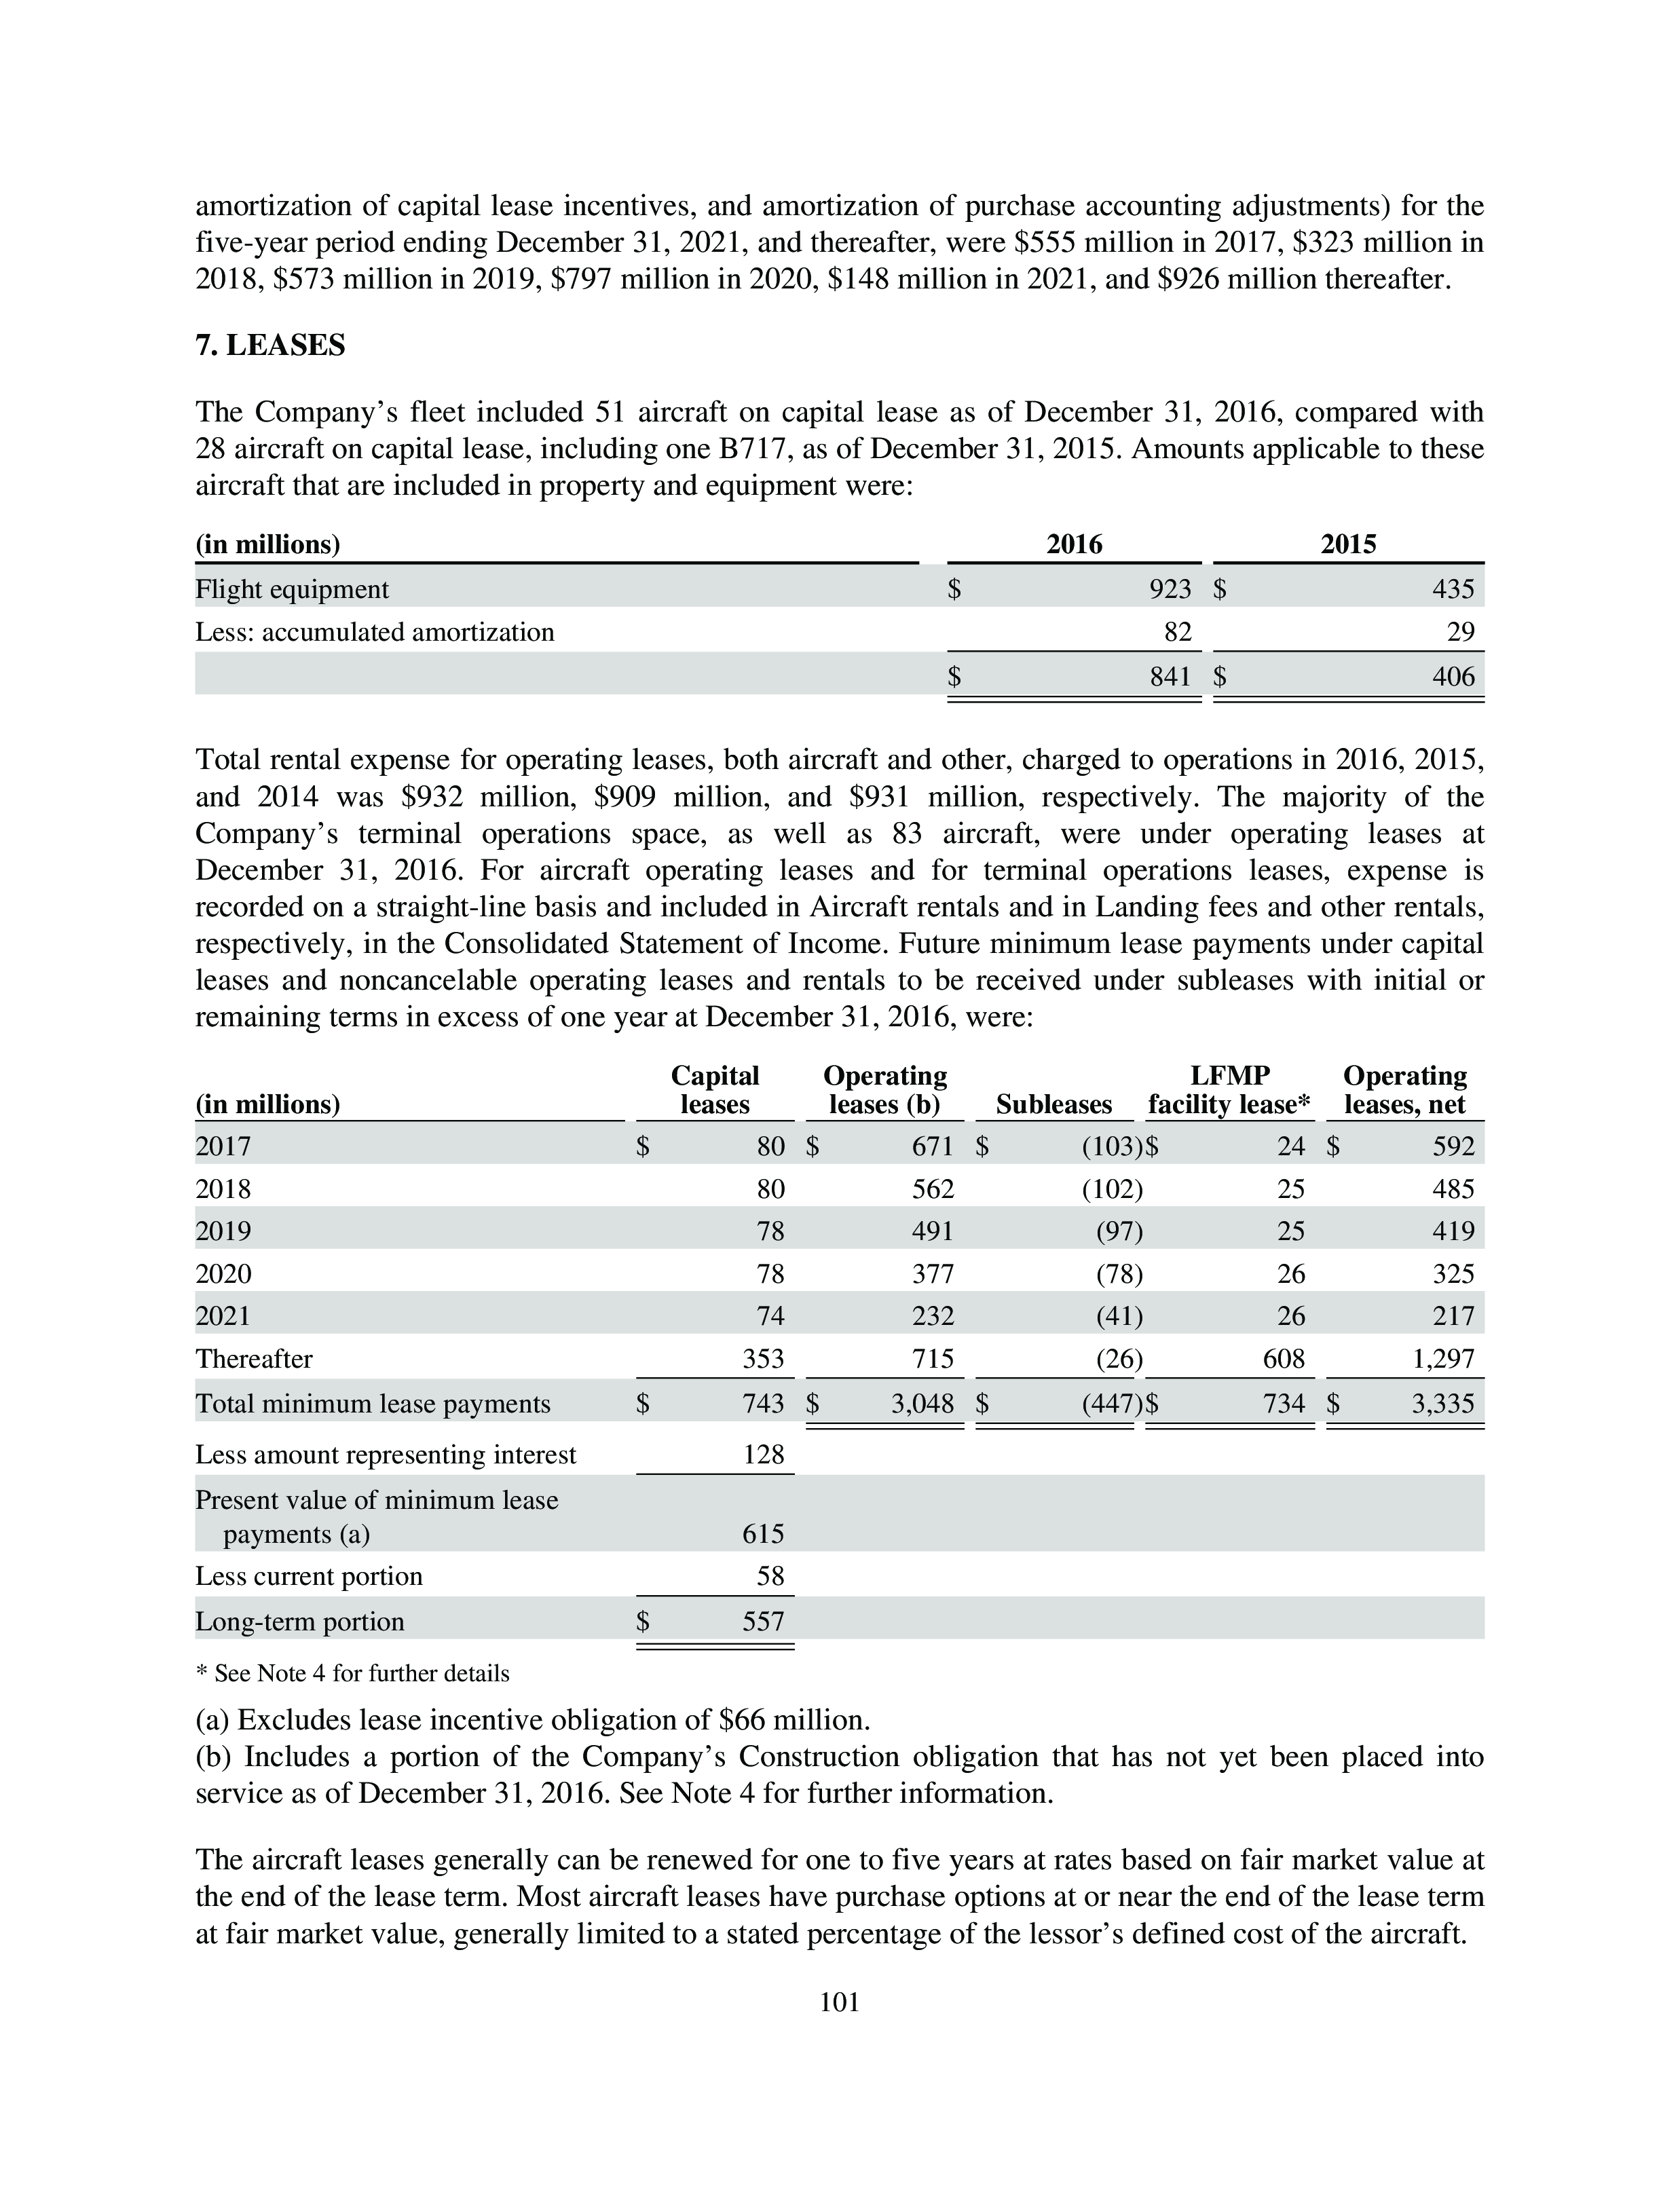 amortization of capital lease incentives, and amortization of purchase accounting adjustments) for the
five-year period ending December 31, 2021, and thereafter, were $555 million in 2017, $323 million in
2018, $573 million in 2019, $797 million in 2020, $148 million in 2021, and $926 million thereafter.
7. LEASES
The Company’s fleet included 51 aircraft on capital lease as of December 31, 2016, compared with
28 aircraft on capital lease, including one B717, as of December 31, 2015. Amounts applicable to these
aircraft that are included in property and equipment were:
(in millions) 2016 2015
Flight equipment $ 923 $ 435
Less: accumulated amortization 82 29
$ 841 $ 406
Total rental expense for operating leases, both aircraft and other, charged to operations in 2016, 2015,
and 2014 was $932 million, $909 million, and $931 million, respectively. The majority of the
Company’s terminal operations space, as well as 83 aircraft, were under operating leases at
December 31, 2016. For aircraft operating leases and for terminal operations leases, expense is
recorded on a straight-line basis and included in Aircraft rentals and in Landing fees and other rentals,
respectively, in the Consolidated Statement of Income. Future minimum lease payments under capital
leases and noncancelable operating leases and rentals to be received under subleases with initial or
remaining terms in excess of one year at December 31, 2016, were:
Capital Operating LFMP Operating
(in millions) leases leases (b) Subleases facility lease* leases, net
2017 $ 80 $ 671 $ (103) $ 24 $ 592
2018 80 562 (102) 25 485
2019 78 491 (97) 25 419
2020 78 377 (78) 26 325
2021 74 232 (41) 26 217
Thereafter 353 715 (26) 608 1,297
Total minimum lease payments $ 743 $ 3,048 $ (447) $ 734 $ 3,335
Less amount representing interest 128
Present value of minimum lease
payments (a) 615
Less current portion 58
Long-term portion $ 557
* See Note 4 for further details
(a) Excludes lease incentive obligation of $66 million.
(b) Includes a portion of the Company’s Construction obligation that has not yet been placed into
service as of December 31, 2016. See Note 4 for further information.
The aircraft leases generally can be renewed for one to five years at rates based on fair market value at
the end of the lease term. Most aircraft leases have purchase options at or near the end of the lease term
at fair market value, generally limited to a stated percentage of the lessor’s defined cost of the aircraft.
101